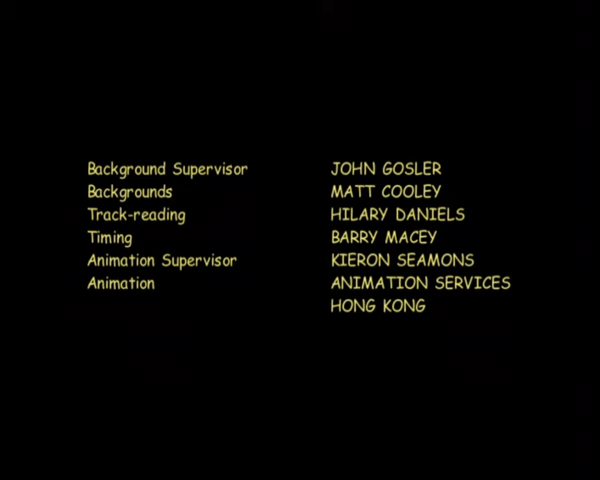 Background Supervisor JOHN GOSLER
Backgrounds MATT COOLEY
Track-reading HILARY DANIELS
Timing BARRY MACEY
Animation Supervisor KIERON SEAMONS
Animation ANIMATION SERVICES
HONG KONG